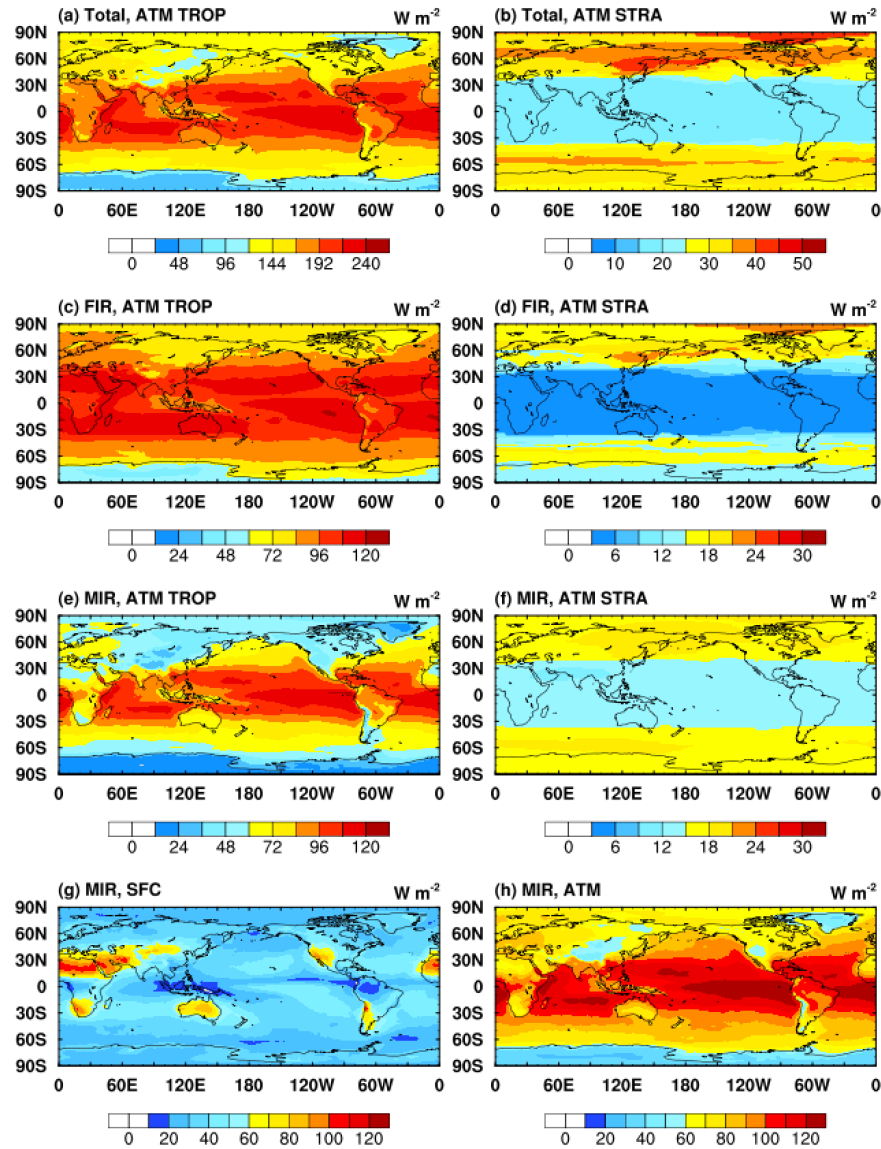 (a) Total, ATM TROP W m-2
90N
60N
30N
0
30S
60S
90S
0 60E 120E 180 120W 60W 0
0 48 96 144 192 240
(b) Total, ATM STRA W m-2
90N
60N
30N
0
30S
60S
90S
0 60E 120E 180 120W 60W 0
0 10 20 30 40 50
(c) FIR, ATM TROP W m-2
90N
60N
30N
0
30S
60S
90S
0 60E 120E 180 120W 60W 0
0 24 48 72 96 120
(d) FIR, ATM STRA W m-2
90N
60N
30N
0
30S
60S
90S
0 60E 120E 180 120W 60W 0
0 6 12 18 24 30
(e) MIR, ATM TROP W m-2
90N
60N
30N
0
30S
60S
90S
0 60E 120E 180 120W 60W 0
0 24 48 72 96 120
(f) MIR, ATM STRA W m-2
90N
60N
30N
0
30S
60S
90S
0 60E 120E 180 120W 60W 0
0 6 12 18 24 30
(g) MIR, SFC W m-2
90N
60N
30N
0
30S
60S
90S
0 60E 120E 180 120W 60W 0
0 20 40 60 80 100 120
(h) MIR, ATM W m-2
90N
60N
30N
0
30S
60S
90S
0 60E 120E 180 120W 60W 0
0 20 40 60 80 100 120